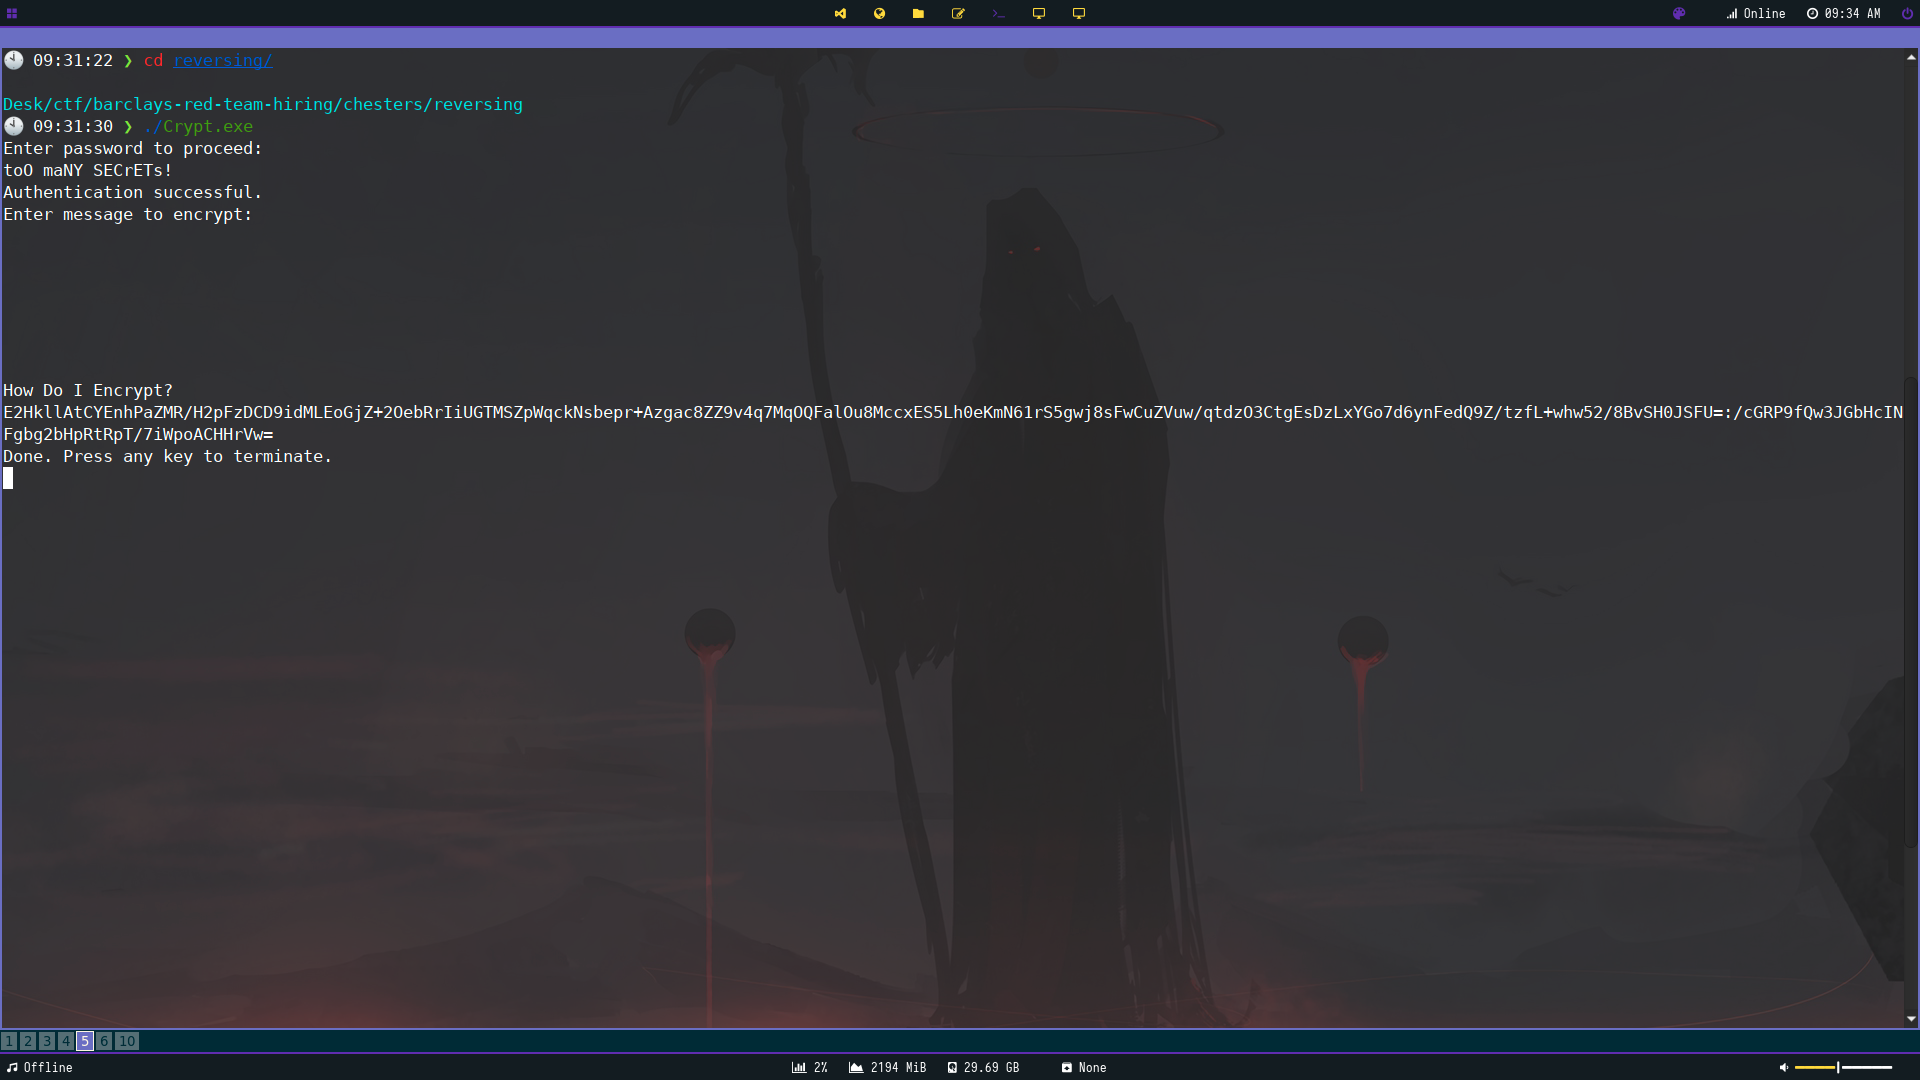 Online 09:34 AM
09:31:22 ❯ cd reversing/
Desk/ctf/barclays-red-team-hiring/chesters/reversing
09:31:30 ❯ ./Crypt.exe
Enter password to proceed:
toO maNY SECrETs!
Authentication successful.
Enter message to encrypt:
How Do I Encrypt?
E2HkllAtCYEnhPaZMR/H2pFzDCD9idMLEoGjZ+2OebRrIiUGTMSZpWqckNsbepr+Azgac8ZZ9v4q7MqOQFalOu8MccxES5Lh0eKmN61rS5gwj8sFwCuZVuw/qtdzO3CtgEsDzLxYGo7d6ynFedQ9Z/tzfL+whw52/8BvSH0JSFU=:/cGRP9fQw3JGbHcIN
Fgbg2bHpRtRpT/7iWpoACHHrVw=
Done. Press any key to terminate.
1 2 3 4 5 6 10
Offline 2% 2194 MiB 29.69 GB None